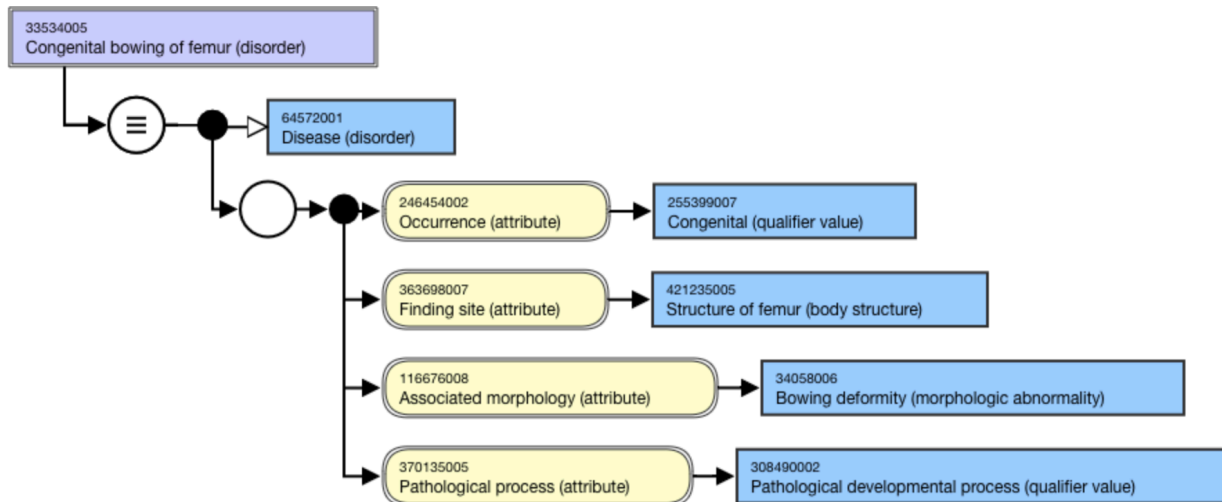 33534005
Congenital bowing of femur (disorder)
64572001
Disease (disorder)
246454002
Occurrence (attribute)
255399007
Congenital (qualifier value)
363698007
Finding site (attribute)
421235005
Structure of femur (body structure)
116676008
Associated morphology (attribute)
34058006
Bowing deformity (morphologic abnormality)
370135005
Pathological process (attribute)
308490002
Pathological developmental process (qualifier value)